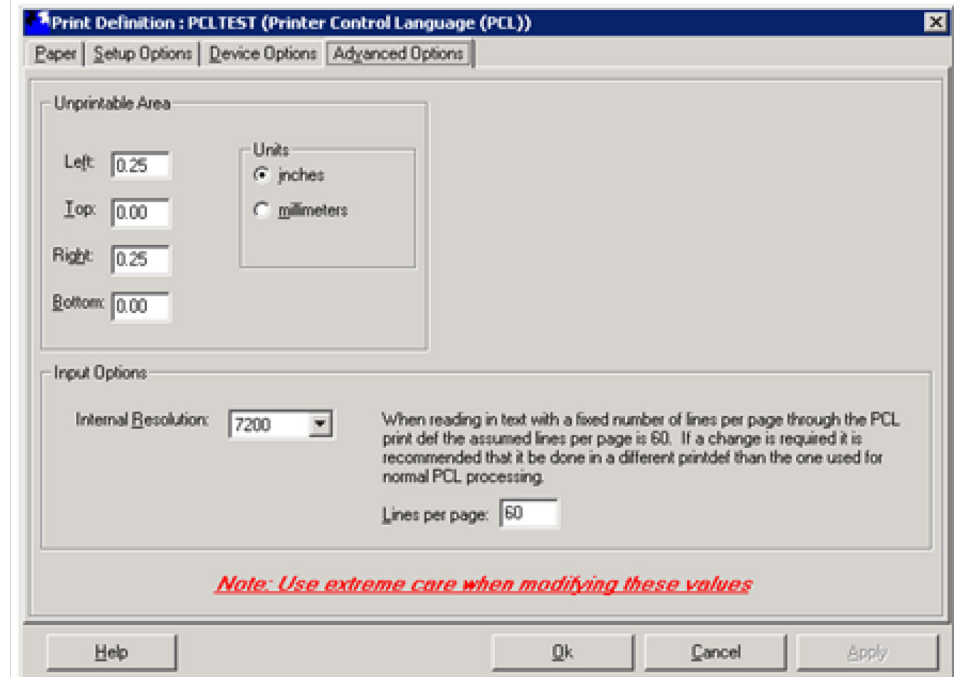 Print Definition : PCLTEST (Printer Control Language (PCL))
Paper Setup Options Device Options Advanced Options
Unprintable Area
Left: 0.25
Top: 0.00
Right: 0.25
Bottom: 0.00
Units
inches
millimeters
Input Options
Internal Resolution: 7200
When reading in text with a fixed number of lines per page through the PCL
print def the assumed lines per page is 60. If a change is required it is
recommended that it be done in a different printdef than the one used for
normal PCL processing.
Lines per page: 60
Note: Use extreme care when modifying these values
Help Ok Cancel Apply